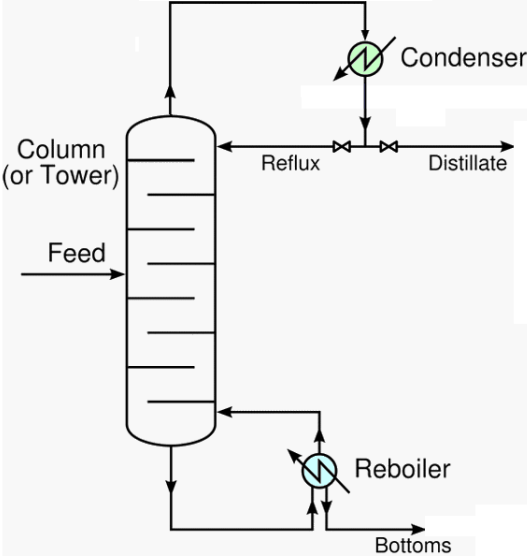 Condenser
Column
(or Tower)
Reflux
Distillate
Feed
Reboiler
Bottoms